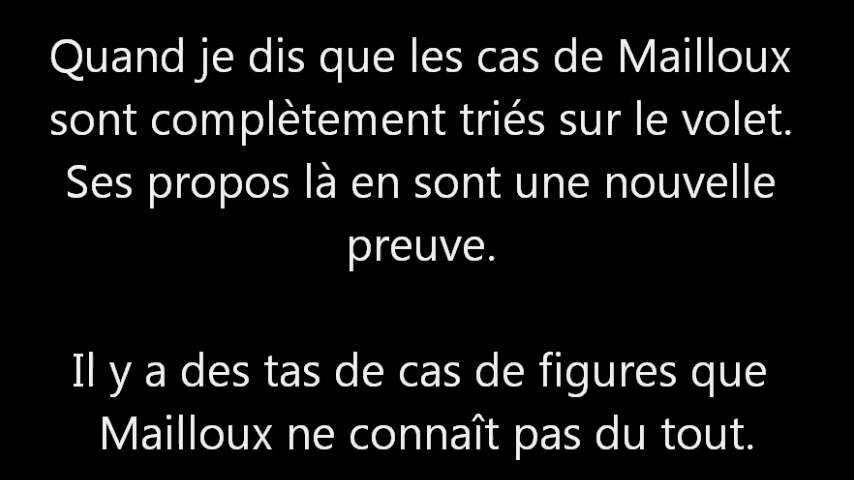 Quand je dis que les cas de Mailloux
sont complètement triés sur le volet.
Ses propos là en sont une nouvelle
preuve.
Il y a des tas de cas de figures que
Mailloux ne connaît pas du tout.